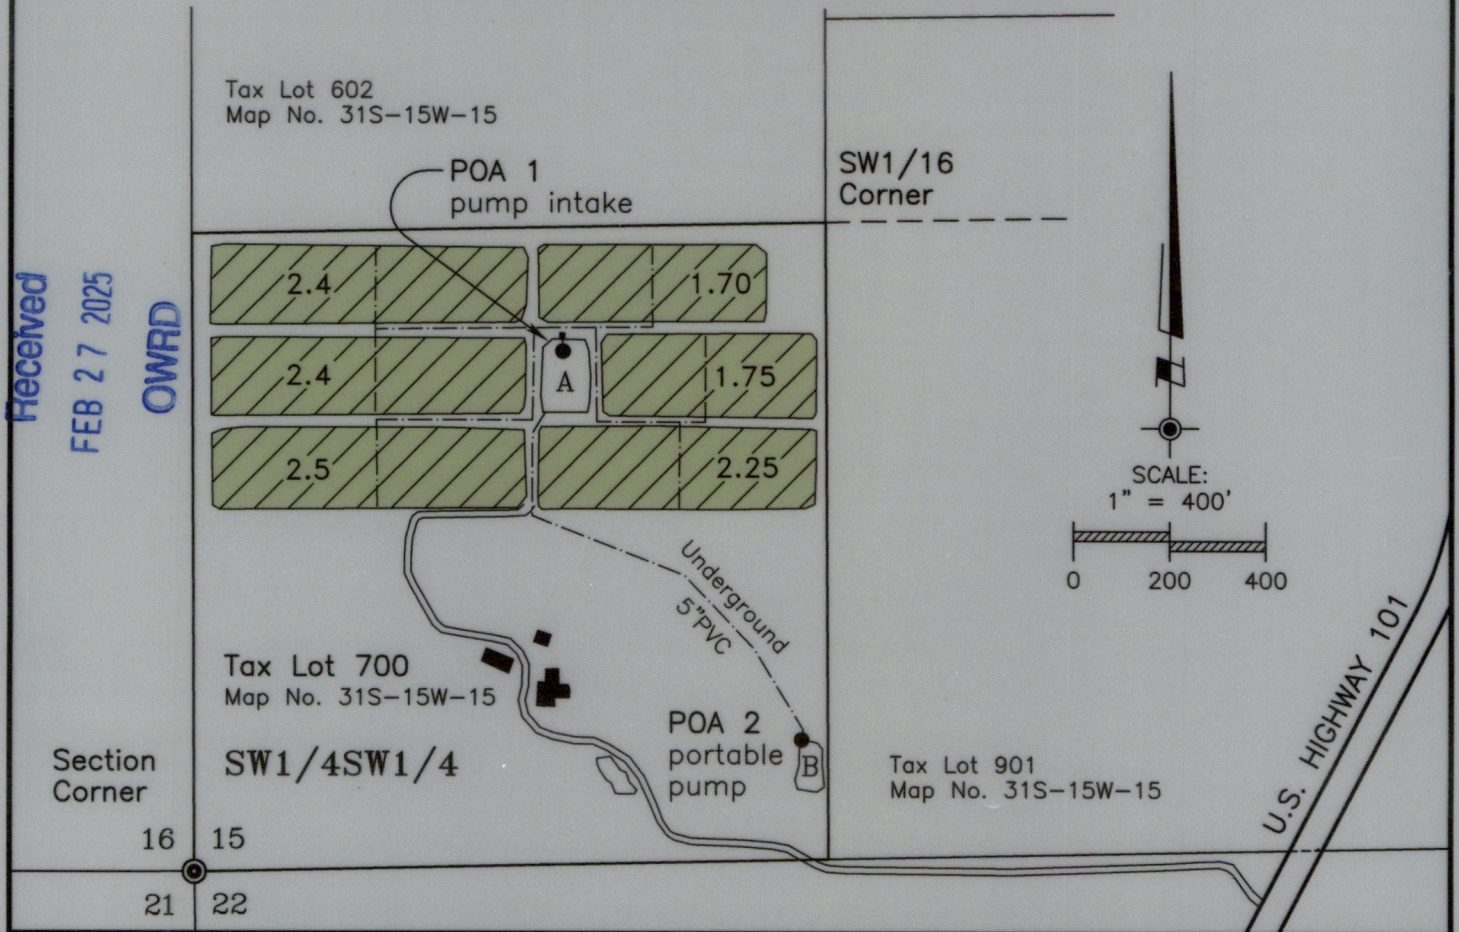 Tax Lot 602
Map No. 31S-15W-15
POA 1
pump intake
SW1/16
Corner
Received
FEB 27 2025
OWRD
2.4
1.70
2.4
A
1.75
2.5
2.25
SCALE:
1" = 400'
0 200 400
Underground
5"PVC
Tax Lot 700
Map No. 31S-15W-15
SW1/4SW1/4
POA 2
portable
pump
B
Section
Corner
Tax Lot 901
Map No. 31S-15W-15
U.S. HIGHWAY 101
16 15
21 22